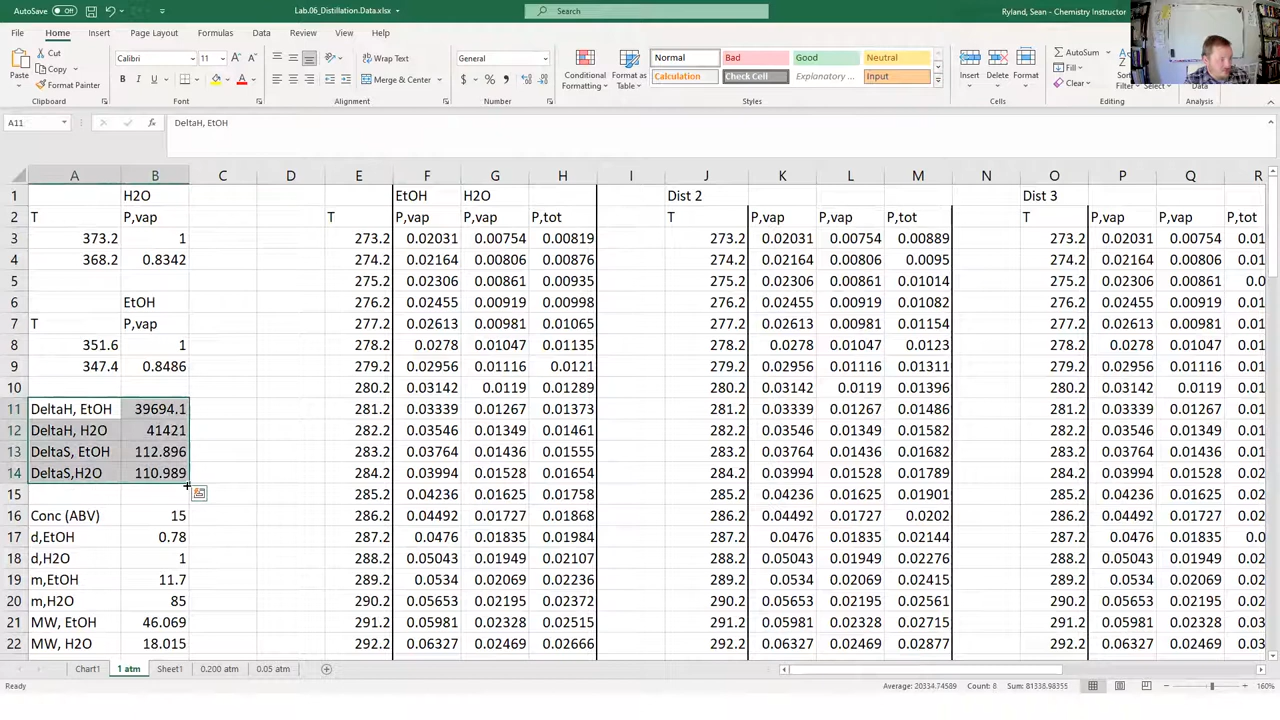 AutoSave Off Lab.06_Distillation.Data.xlsx Search Ryland, Sean - Chemistry Instructor
File Home Insert Page Layout Formulas Data Review View Help
Paste Cut Copy Format Painter Calibri 11 Wrap Text Merge & Center General Conditional Formatting Format as Table Normal Bad Good Neutral Calculation Check Cell Explanatory ... Input Insert Delete Format AutoSum Fill Clear
Clipboard Font Alignment Number Styles Cells Editing Analysis
A11 fx DeltaH, EtOH
A B C D E F G H I J K L M N O P Q R
1 H2O EtOH H2O Dist 2 Dist 3
2 T P,vap T P,vap P,vap P,tot T P,vap P,vap P,tot T P,vap P,vap P,tot
3 373.2 1 273.2 0.02031 0.00754 0.00819 273.2 0.02031 0.00754 0.00889 273.2 0.02031 0.00754 0.01
4 368.2 0.8342 274.2 0.02164 0.00806 0.00876 274.2 0.02164 0.00806 0.0095 274.2 0.02164 0.00806 0.01
5 275.2 0.02306 0.00861 0.00935 275.2 0.02306 0.00861 0.01014 275.2 0.02306 0.00861 0.0
6 EtOH 276.2 0.02455 0.00919 0.00998 276.2 0.02455 0.00919 0.01082 276.2 0.02455 0.00919 0.01
7 T P,vap 277.2 0.02613 0.00981 0.01065 277.2 0.02613 0.00981 0.01154 277.2 0.02613 0.00981 0.01
8 351.6 1 278.2 0.0278 0.01047 0.01135 278.2 0.0278 0.01047 0.0123 278.2 0.0278 0.01047 0.01
9 347.4 0.8486 279.2 0.02956 0.01116 0.0121 279.2 0.02956 0.01116 0.01311 279.2 0.02956 0.01116 0.01
10 280.2 0.03142 0.0119 0.01289 280.2 0.03142 0.0119 0.01396 280.2 0.03142 0.0119 0.01
11 DeltaH, EtOH 39694.1 281.2 0.03339 0.01267 0.01373 281.2 0.03339 0.01267 0.01486 281.2 0.03339 0.01267 0.01
12 DeltaH, H2O 41421 282.2 0.03546 0.01349 0.01461 282.2 0.03546 0.01349 0.01582 282.2 0.03546 0.01349 0.01
13 DeltaS, EtOH 112.896 283.2 0.03764 0.01436 0.01555 283.2 0.03764 0.01436 0.01683 283.2 0.03764 0.01436 0.01
14 DeltaS,H2O 110.989 284.2 0.03994 0.01528 0.01654 284.2 0.03994 0.01528 0.01789 284.2 0.03994 0.01528 0.02
15 285.2 0.04236 0.01625 0.01758 285.2 0.04236 0.01625 0.01901 285.2 0.04236 0.01625 0.02
16 Conc (ABV) 15 286.2 0.04492 0.01727 0.01868 286.2 0.04492 0.01727 0.0202 286.2 0.04492 0.01727 0.02
17 d,EtOH 0.78 287.2 0.0476 0.01835 0.01984 287.2 0.0476 0.01835 0.02144 287.2 0.0476 0.01835 0.0
18 d,H2O 1 288.2 0.05043 0.01949 0.02107 288.2 0.05043 0.01949 0.02276 288.2 0.05043 0.01949 0.02
19 m,EtOH 11.7 289.2 0.0534 0.02069 0.02236 289.2 0.0534 0.02069 0.02415 289.2 0.0534 0.02069 0.02
20 m,H2O 85 290.2 0.05653 0.02195 0.02372 290.2 0.05653 0.02195 0.02561 290.2 0.05653 0.02195 0.02
21 MW, EtOH 46.069 291.2 0.05981 0.02328 0.02515 291.2 0.05981 0.02328 0.02715 291.2 0.05981 0.02328 0.03
22 MW, H2O 18.015 292.2 0.06327 0.02469 0.02666 292.2 0.06327 0.02469 0.02877 292.2 0.06327 0.02469 0.03
Chart1 1 atm Sheet1 0.200 atm 0.05 atm
Ready Average: 20334.74589 Count: 8 Sum: 81338.98355 160%